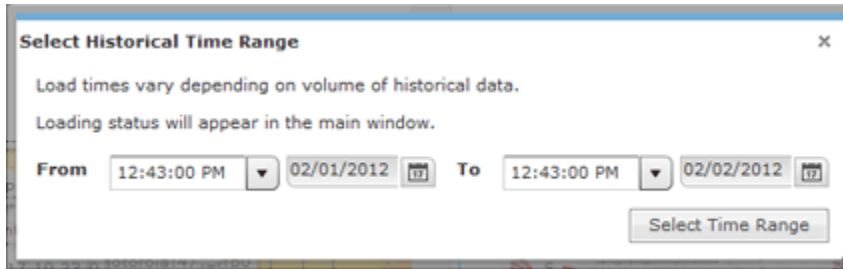 Select Historical Time Range
Load times vary depending on volume of historical data.
Loading status will appear in the main window.
From 12:43:00 PM 02/01/2012 17 To 12:43:00 PM 02/02/2012 17
Select Time Range